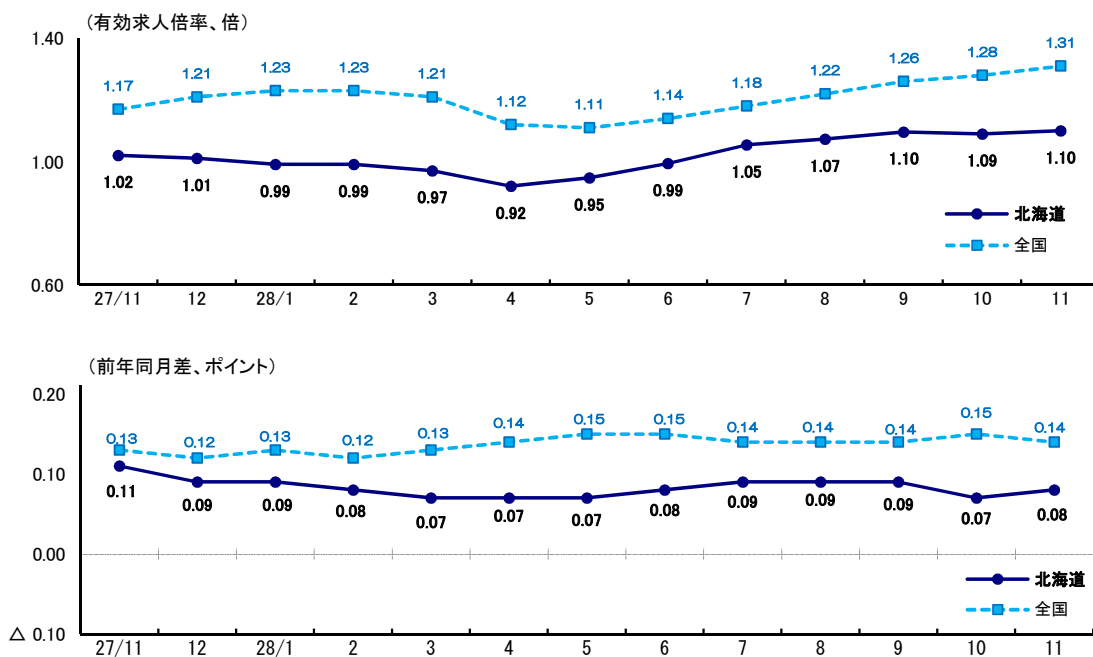 (有効求人倍率、倍)
1.40
1.00
0.60
1.17 1.21 1.23 1.23 1.21 1.12 1.11 1.14 1.18 1.22 1.26 1.28 1.31
1.02 1.01 0.99 0.99 0.97 0.92 0.95 0.99 1.05 1.07 1.10 1.09 1.10
北海道
全国
27/11 12 28/1 2 3 4 5 6 7 8 9 10 11
(前年同月差、ポイント)
0.20
0.10
0.00
△ 0.10
0.13 0.12 0.13 0.12 0.13 0.14 0.15 0.15 0.14 0.14 0.14 0.15 0.14
0.11 0.09 0.09 0.08 0.07 0.07 0.07 0.08 0.09 0.09 0.09 0.07 0.08
北海道
全国
27/11 12 28/1 2 3 4 5 6 7 8 9 10 11